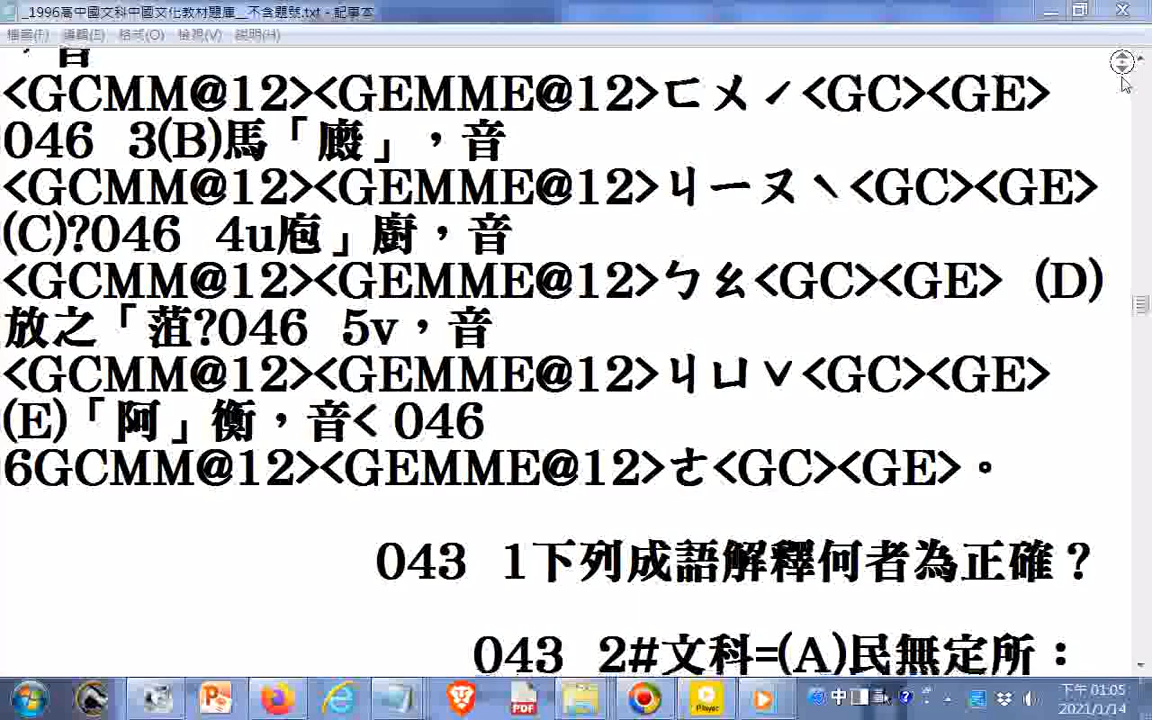 _1996高中國文科中國文化教材題庫__不含題號.txt - 記事本
檔案(F) 編輯(E) 格式(O) 檢視(V) 說明(H)
，音
<GCMM@12><GEMME@12>ㄈㄨˊ<GC><GE>
046 3(B)馬「廄」，音
<GCMM@12><GEMME@12>ㄐㄧㄡˋ<GC><GE>
(C)?046 4u庖」廚，音
<GCMM@12><GEMME@12>ㄅㄠ<GC><GE> (D)
放之「菹?046 5v，音
<GCMM@12><GEMME@12>ㄐㄩˇ<GC><GE>
(E)「阿」衡，音< 046
6GCMM@12><GEMME@12>ㄜ<GC><GE>。
043 1下列成語解釋何者為正確？
043 2#文科=(A)民無定所：
中
PDF
Player
下午 01:05
2021/1/14